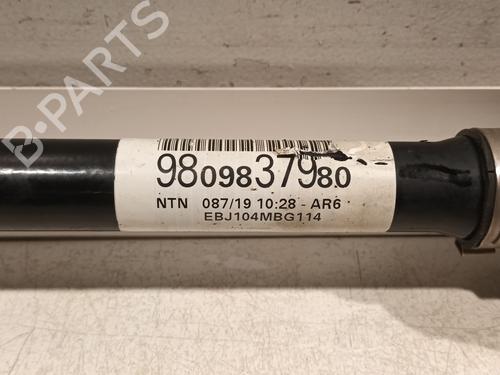 B-PARTS
9809837980
NTN 087/19 10:28 - AR6
EBJ104MBG114